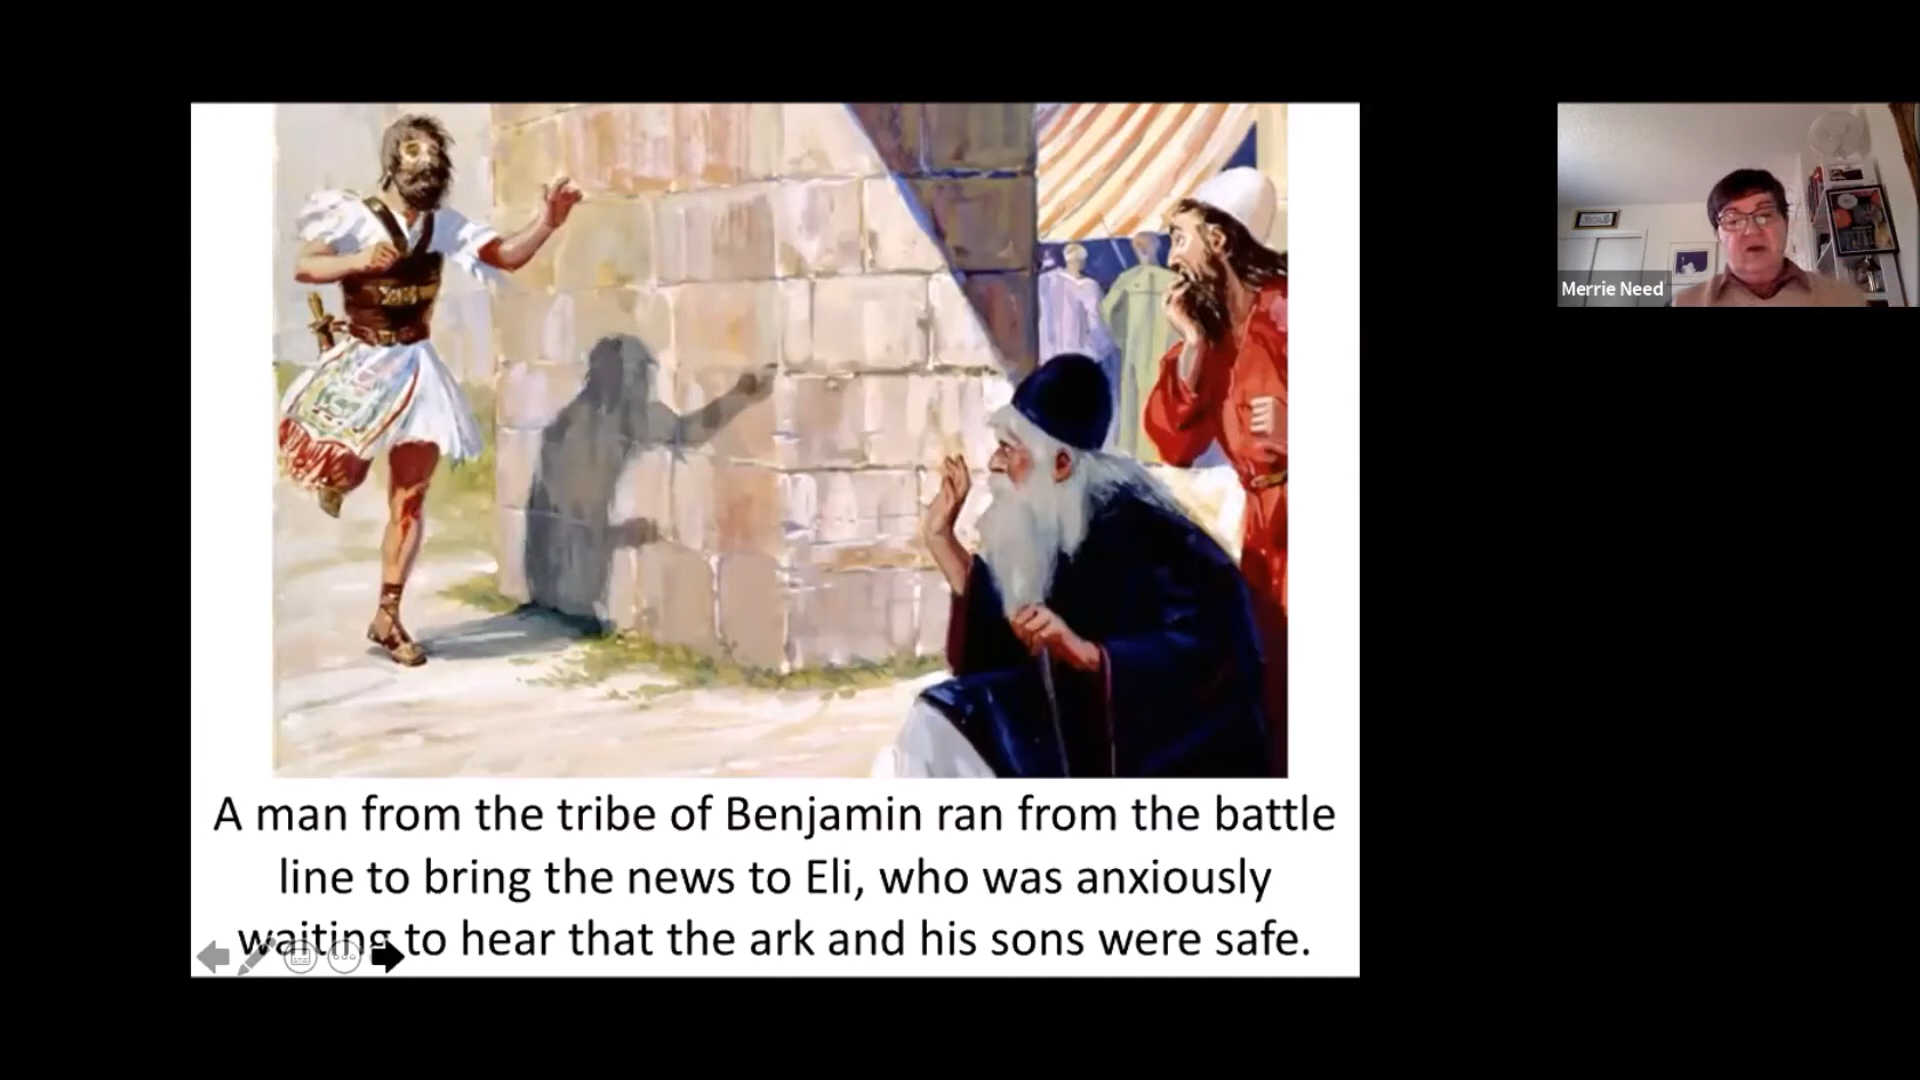 A man from the tribe of Benjamin ran from the battle
line to bring the news to Eli, who was anxiously
waiting to hear that the ark and his sons were safe.
Merrie Need